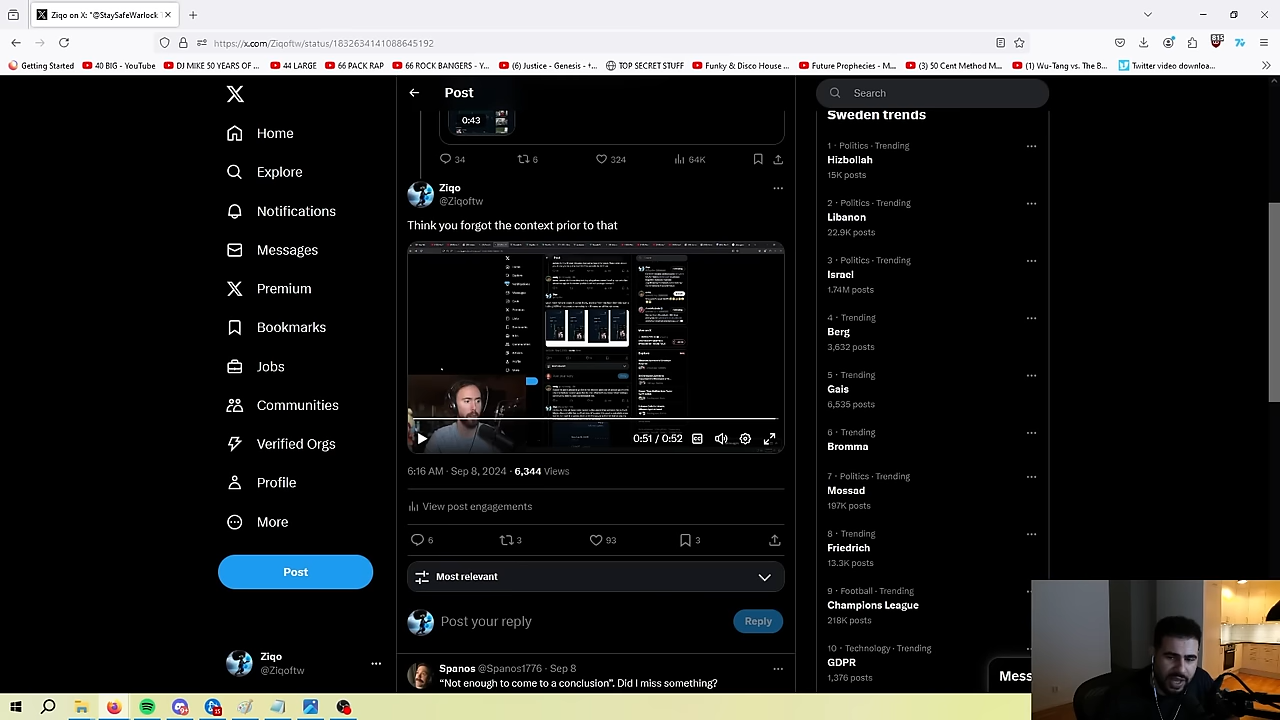 Ziqo on X: "@StaySafeWarlock
https://x.com/Ziqoftw/status/1832634141088645192
315
Getting Started
40 BIG - YouTube
DJ MIKE 50 YEARS OF ...
44 LARGE
66 PACK RAP
66 ROCK BANGERS - Y...
(6) Justice - Genesis - +...
TOP SECRET STUFF
Funky & Disco House ...
Future Prophecies - M...
(3) 50 Cent Method M...
(1) Wu-Tang vs. The B...
Twitter video downloa...
Home
Explore
Notifications
Messages
Premium
Bookmarks
Jobs
Communities
Verified Orgs
Profile
More
Post
Ziqo
@Ziqoftw
Post
0:43
34
6
324
64K
Ziqo
@Ziqoftw
Think you forgot the context prior to that
0:51 / 0:52
6:16 AM · Sep 8, 2024 · 6,344 Views
View post engagements
6
3
93
3
Most relevant
Post your reply
Reply
Spanos @Spanos1776 · Sep 8
“Not enough to come to a conclusion”. Did I miss something?
Search
Sweden trends
1 · Politics · Trending
Hizbollah
15K posts
2 · Politics · Trending
Libanon
22.9K posts
3 · Politics · Trending
Israel
1,74M posts
4 · Trending
Berg
3,632 posts
5 · Trending
Gais
6,535 posts
6 · Trending
Bromma
7 · Politics · Trending
Mossad
197K posts
8 · Trending
Friedrich
13.3K posts
9 · Football · Trending
Champions League
218K posts
10 · Technology · Trending
GDPR
1,376 posts
Mess